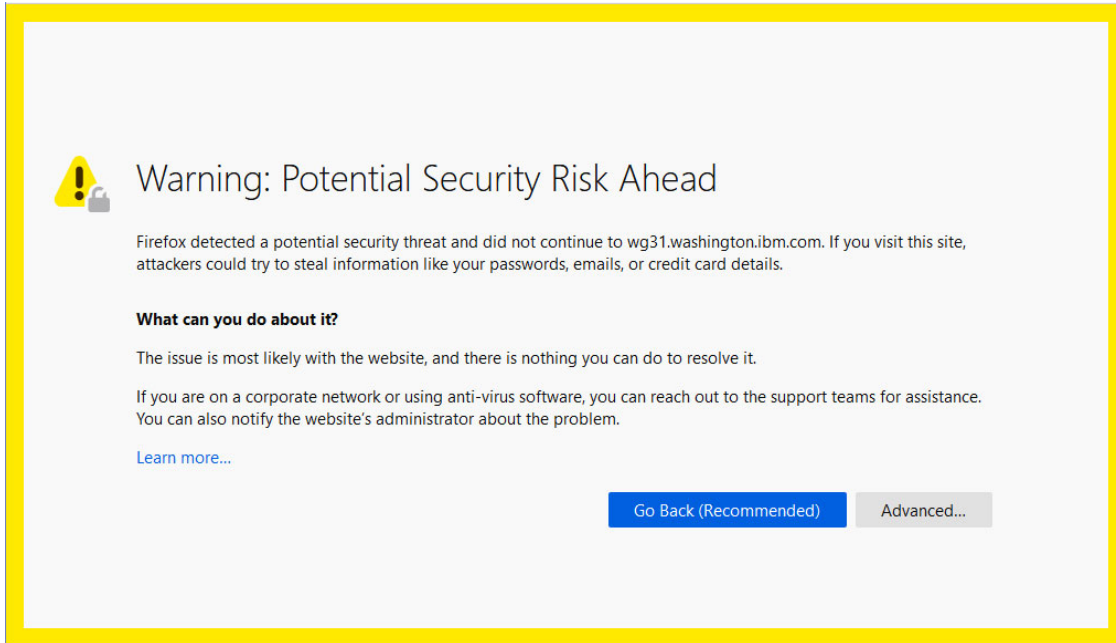 Warning: Potential Security Risk Ahead
Firefox detected a potential security threat and did not continue to wg31.washington.ibm.com. If you visit this site,
attackers could try to steal information like your passwords, emails, or credit card details.
What can you do about it?
The issue is most likely with the website, and there is nothing you can do to resolve it.
If you are on a corporate network or using anti-virus software, you can reach out to the support teams for assistance.
You can also notify the website’s administrator about the problem.
Learn more...
Go Back (Recommended)
Advanced...